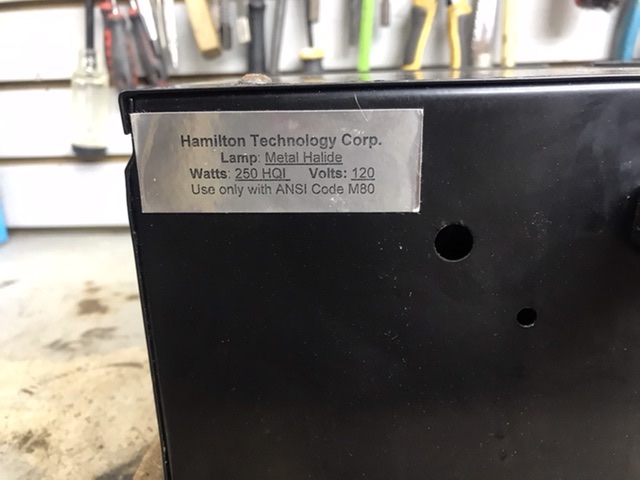 Hamilton Technology Corp.
Lamp: Metal Halide
Watts: 250 HQI Volts: 120
Use only with ANSI Code M80